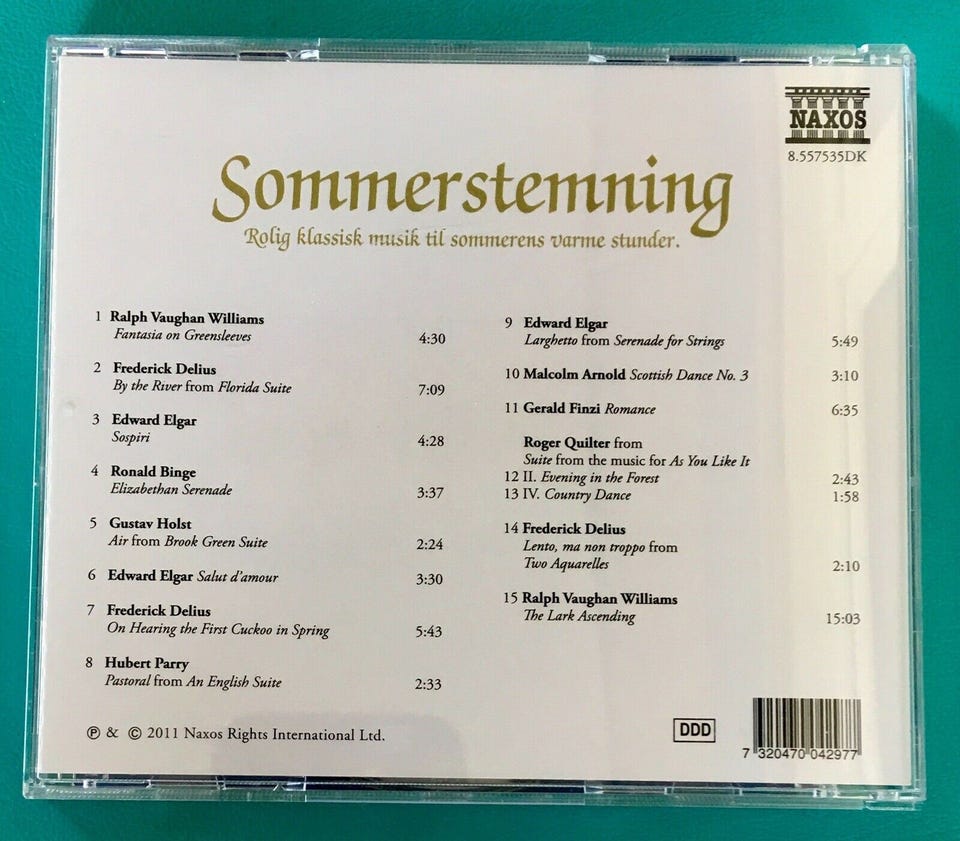 NAXOS
8.557535DK
Sommerstemning
Rolig klassisk musik til sommerens varme stunder.
1 Ralph Vaughan Williams
Fantasia on Greensleeves 4:30
2 Frederick Delius
By the River from Florida Suite 7:09
3 Edward Elgar
Sospiri 4:28
4 Ronald Binge
Elizabethan Serenade 3:37
5 Gustav Holst
Air from Brook Green Suite 2:24
6 Edward Elgar Salut d'amour 3:30
7 Frederick Delius
On Hearing the First Cuckoo in Spring 5:43
8 Hubert Parry
Pastoral from An English Suite 2:33
9 Edward Elgar
Larghetto from Serenade for Strings 5:49
10 Malcolm Arnold Scottish Dance No. 3 3:10
11 Gerald Finzi Romance 6:35
Roger Quilter from
Suite from the music for As You Like It
12 II. Evening in the Forest 2:43
13 IV. Country Dance 1:58
14 Frederick Delius
Lento, ma non troppo from
Two Aquarelles 2:10
15 Ralph Vaughan Williams
The Lark Ascending 15:03
℗ & © 2011 Naxos Rights International Ltd.
DDD
7 320470 042977